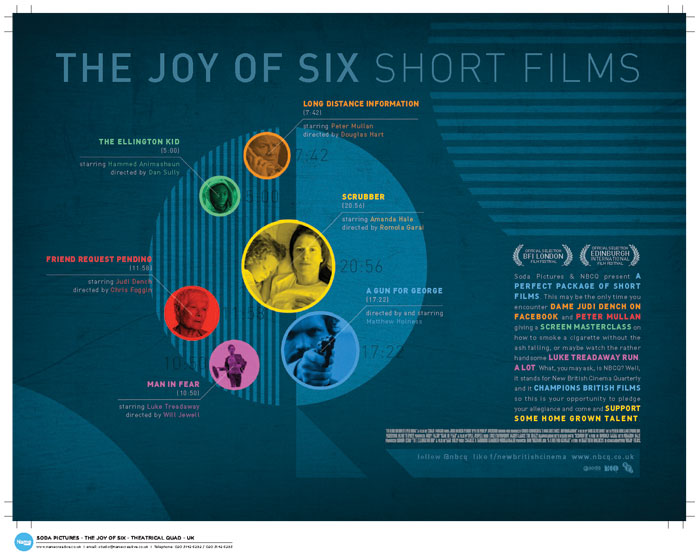 THE JOY OF SIX SHORT FILMS
LONG DISTANCE INFORMATION
(7:42)
starring Peter Mullan
directed by Douglas Hart
7:42
THE ELLINGTON KID
(5:00)
starring Hammed Animashaun
directed by Dan Sully
5:00
SCRUBBER
(20:56)
starring Amanda Hale
directed by Romola Garai
20:56
FRIEND REQUEST PENDING
(11:58)
starring Judi Dench
directed by Chris Foggin
A GUN FOR GEORGE
(17:22)
directed by and starring
Matthew Holness
17:22
MAN IN FEAR
(10:50)
starring Luke Treadaway
directed by Will Jewell
OFFICIAL SELECTION
BFI LONDON
FILM FESTIVAL
OFFICIAL SELECTION
EDINBURGH
INTERNATIONAL
FILM FESTIVAL
Soda Pictures & NBCQ present A
PERFECT PACKAGE OF SHORT
FILMS. This may be the only time you
encounter DAME JUDI DENCH ON
FACEBOOK and PETER MULLAN
giving a SCREEN MASTERCLASS on
how to smoke a cigarette without the
ash falling, or maybe watch the rather
handsome LUKE TREADAWAY RUN.
A LOT. What, you may ask, is NBCQ? Well,
it stands for New British Cinema Quarterly
and it CHAMPIONS BRITISH FILMS
so this is your opportunity to pledge
your allegiance and come and SUPPORT
SOME HOME GROWN TALENT.
follow @nbcq like f/newbritishcinema www.nbcq.co.uk
SODA PICTURES - THE JOY OF SIX - THEATRICAL QUAD - UK